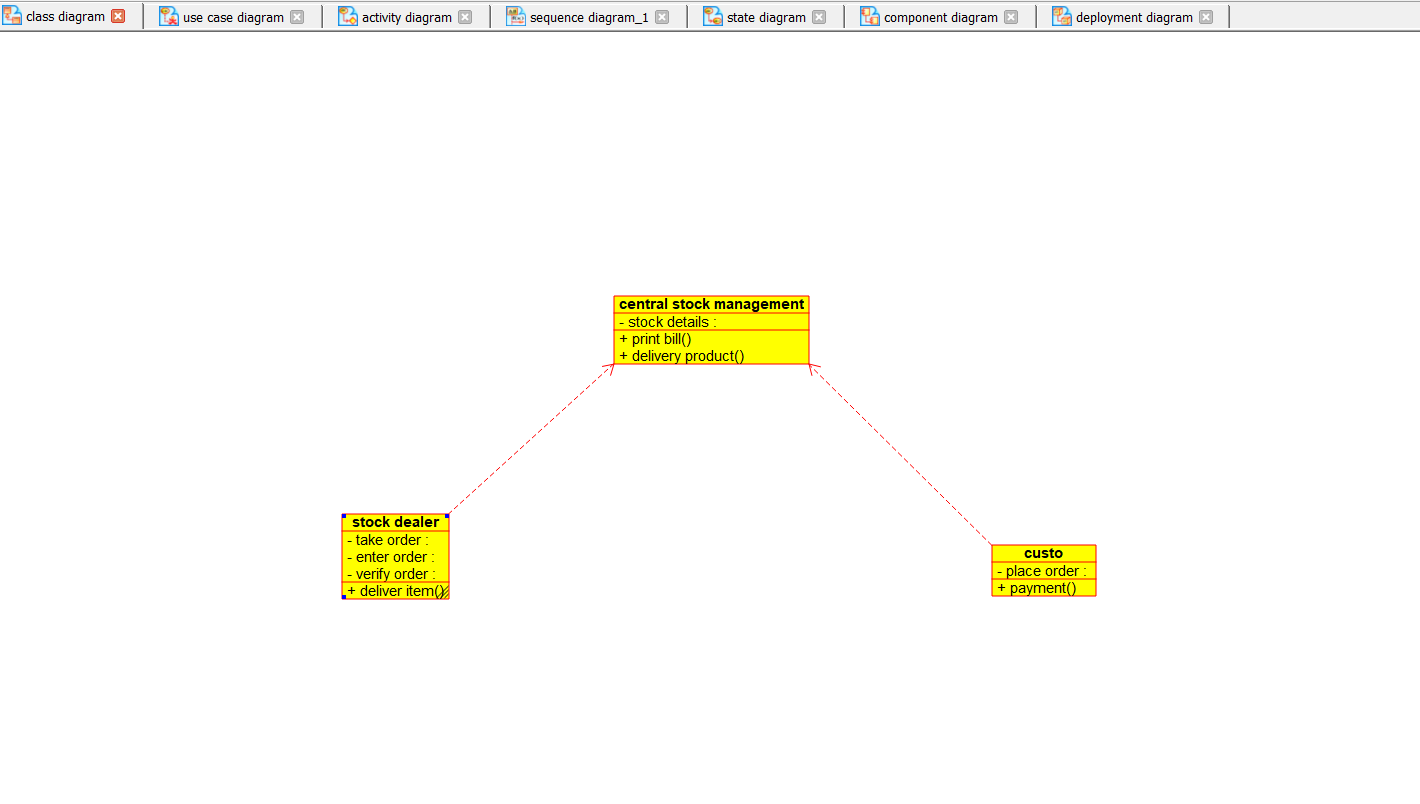 class diagram
use case diagram
activity diagram
sequence diagram_1
state diagram
component diagram
deployment diagram
central stock management
- stock details :
+ print bill()
+ delivery product()
stock dealer
- take order :
- enter order :
- verify order :
+ deliver item()
custo
- place order :
+ payment()